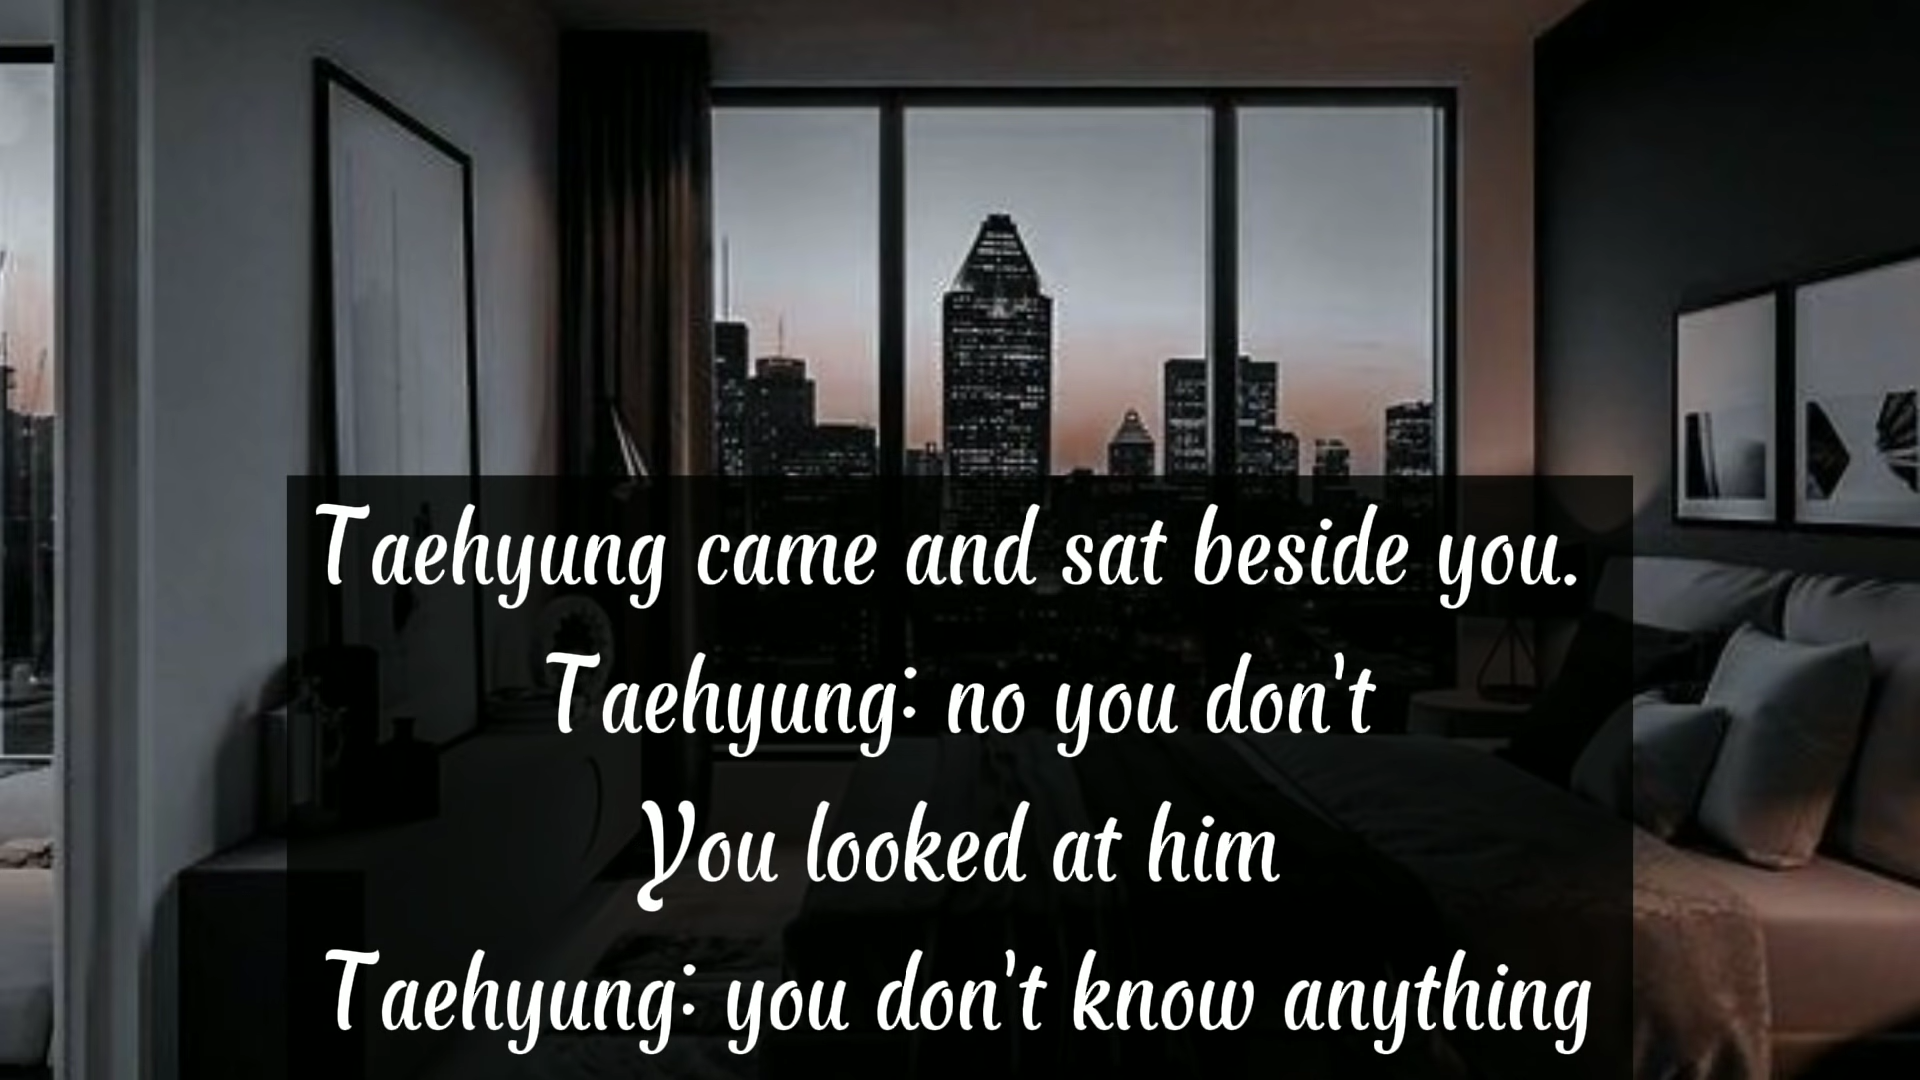 Taehyung came and sat beside you.
Taehyung: no you don't
You looked at him
Taehyung: you don't know anything